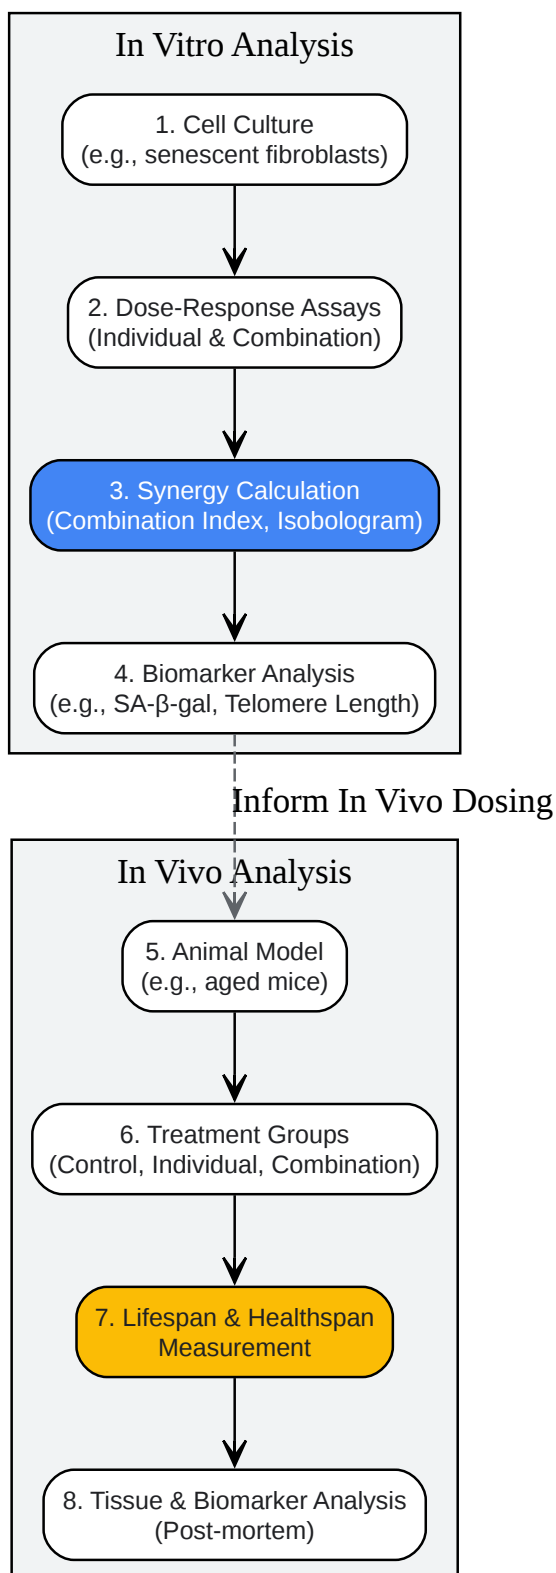 In Vitro Analysis
1. Cell Culture
(e.g., senescent fibroblasts)
2. Dose-Response Assays
(Individual & Combination)
3. Synergy Calculation
(Combination Index, Isobologram)
4. Biomarker Analysis
(e.g., SA-β-gal, Telomere Length)
Inform In Vivo Dosing
In Vivo Analysis
5. Animal Model
(e.g., aged mice)
6. Treatment Groups
(Control, Individual, Combination)
7. Lifespan & Healthspan
Measurement
8. Tissue & Biomarker Analysis
(Post-mortem)